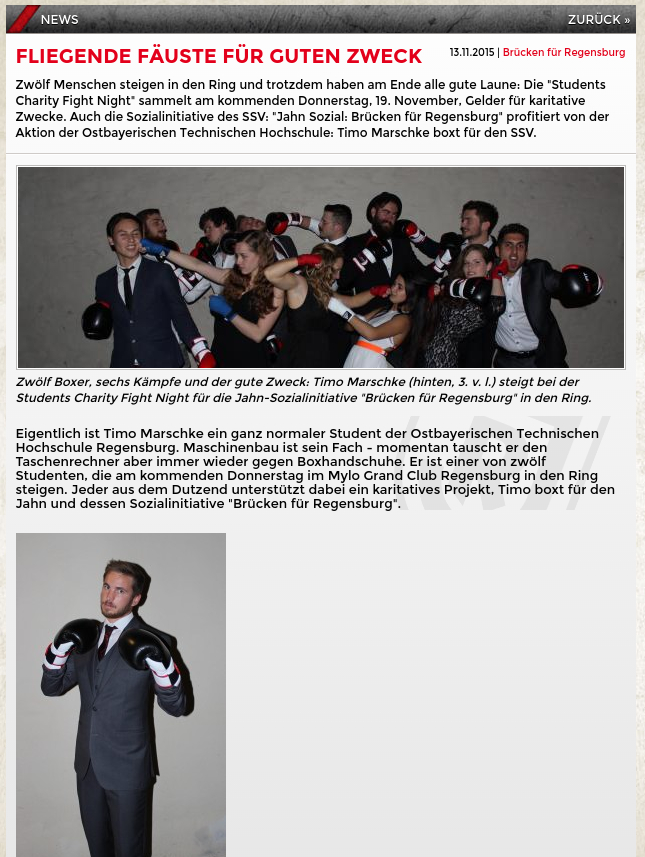 NEWS
ZURÜCK »
FLIEGENDE FÄUSTE FÜR GUTEN ZWECK
13.11.2015 | Brücken für Regensburg
Zwölf Menschen steigen in den Ring und trotzdem haben am Ende alle gute Laune: Die "Students
Charity Fight Night" sammelt am kommenden Donnerstag, 19. November, Gelder für karitative
Zwecke. Auch die Sozialinitiative des SSV: "Jahn Sozial: Brücken für Regensburg" profitiert von der
Aktion der Ostbayerischen Technischen Hochschule: Timo Marschke boxt für den SSV.
Zwölf Boxer, sechs Kämpfe und der gute Zweck: Timo Marschke (hinten, 3. v. l.) steigt bei der
Students Charity Fight Night für die Jahn-Sozialinitiative "Brücken für Regensburg" in den Ring.
Eigentlich ist Timo Marschke ein ganz normaler Student der Ostbayerischen Technischen
Hochschule Regensburg. Maschinenbau ist sein Fach - momentan tauscht er den
Taschenrechner aber immer wieder gegen Boxhandschuhe. Er ist einer von zwölf
Studenten, die am kommenden Donnerstag im Mylo Grand Club Regensburg in den Ring
steigen. Jeder aus dem Dutzend unterstützt dabei ein karitatives Projekt, Timo boxt für den
Jahn und dessen Sozialinitiative "Brücken für Regensburg".